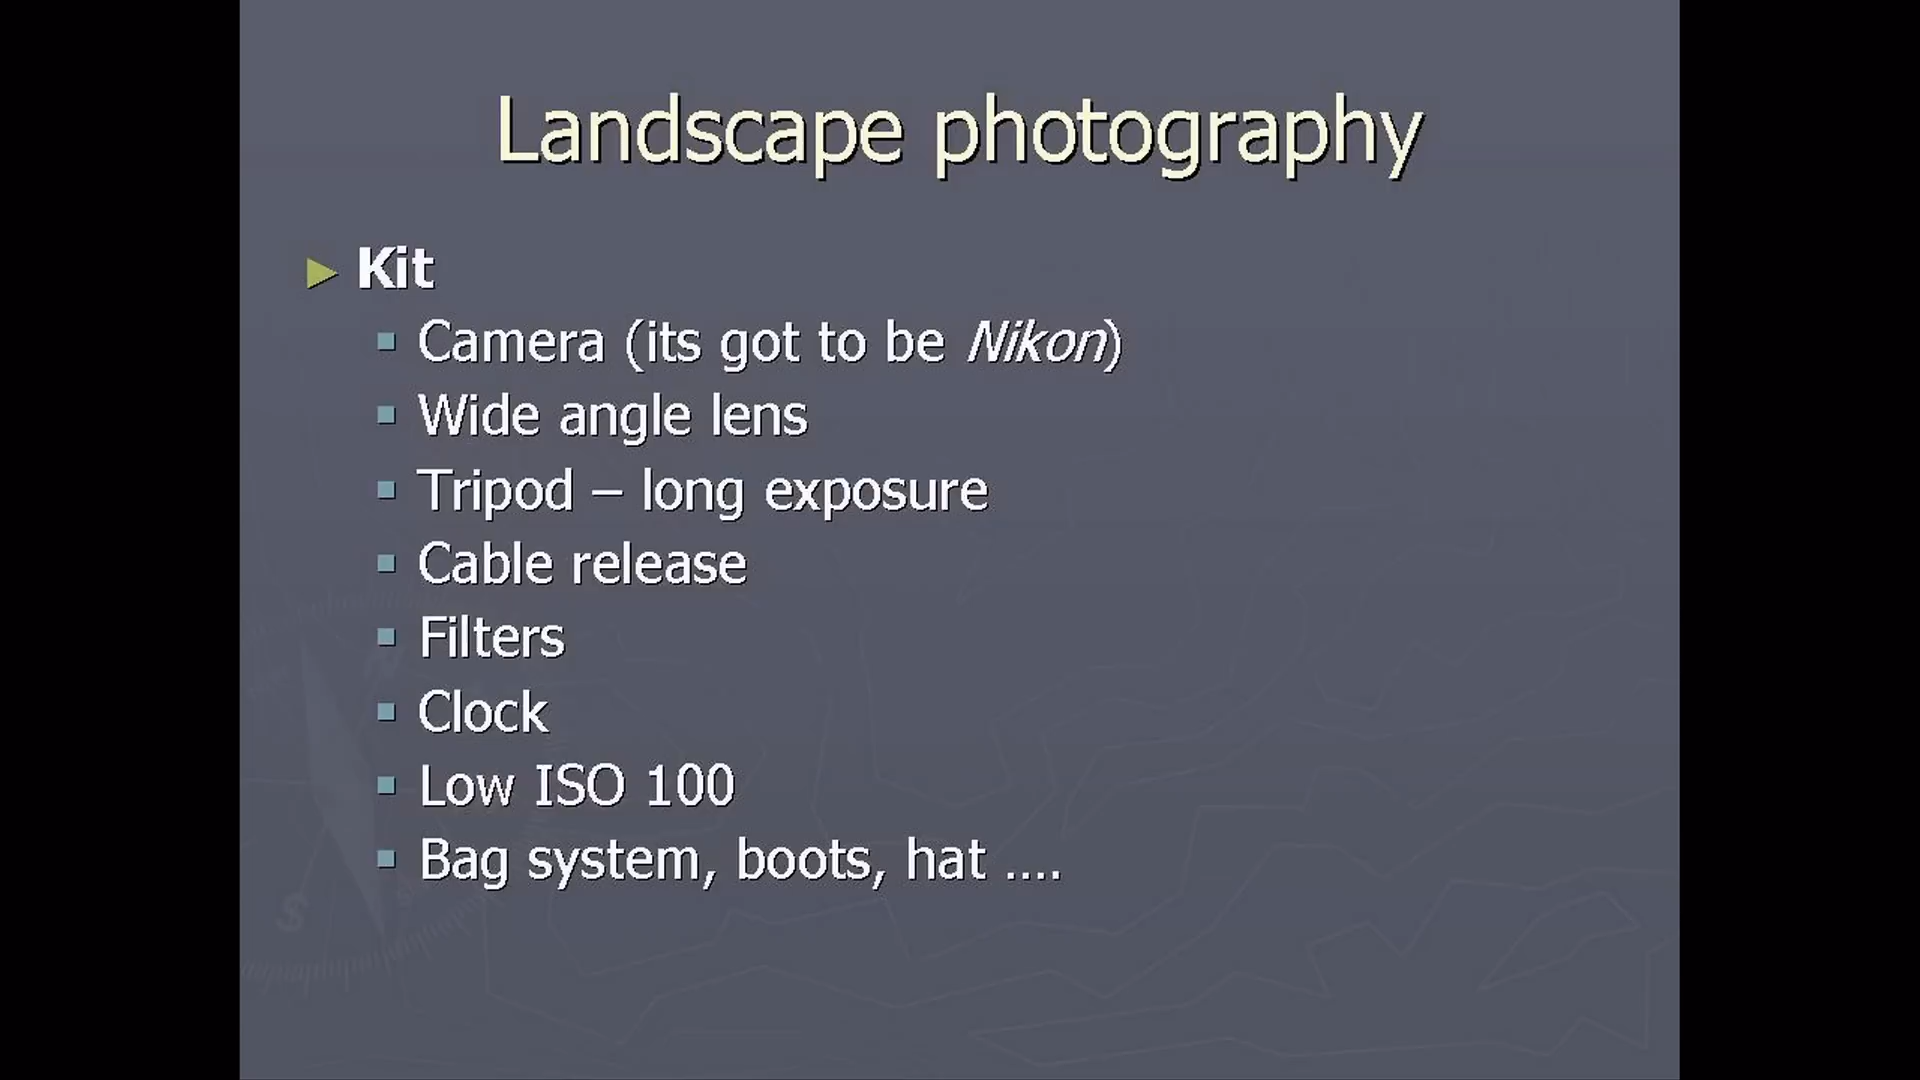 Landscape photography
Kit
Camera (its got to be Nikon)
Wide angle lens
Tripod – long exposure
Cable release
Filters
Clock
Low ISO 100
Bag system, boots, hat ....
S